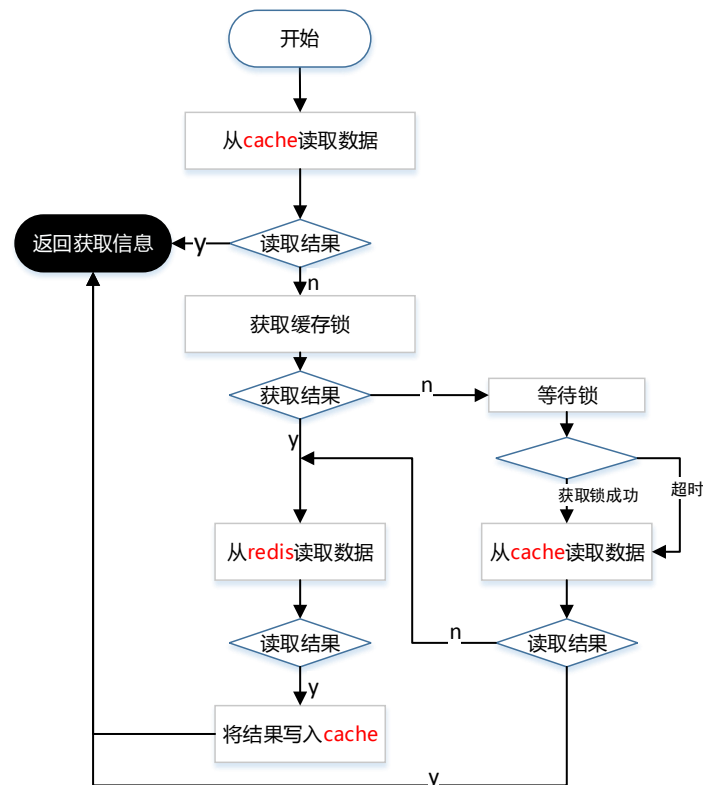 开始
从cache读取数据
返回获取信息
y
读取结果
n
获取缓存锁
获取结果
n
等待锁
y
获取锁成功
超时
从redis读取数据
从cache读取数据
读取结果
n
读取结果
y
将结果写入cache
y